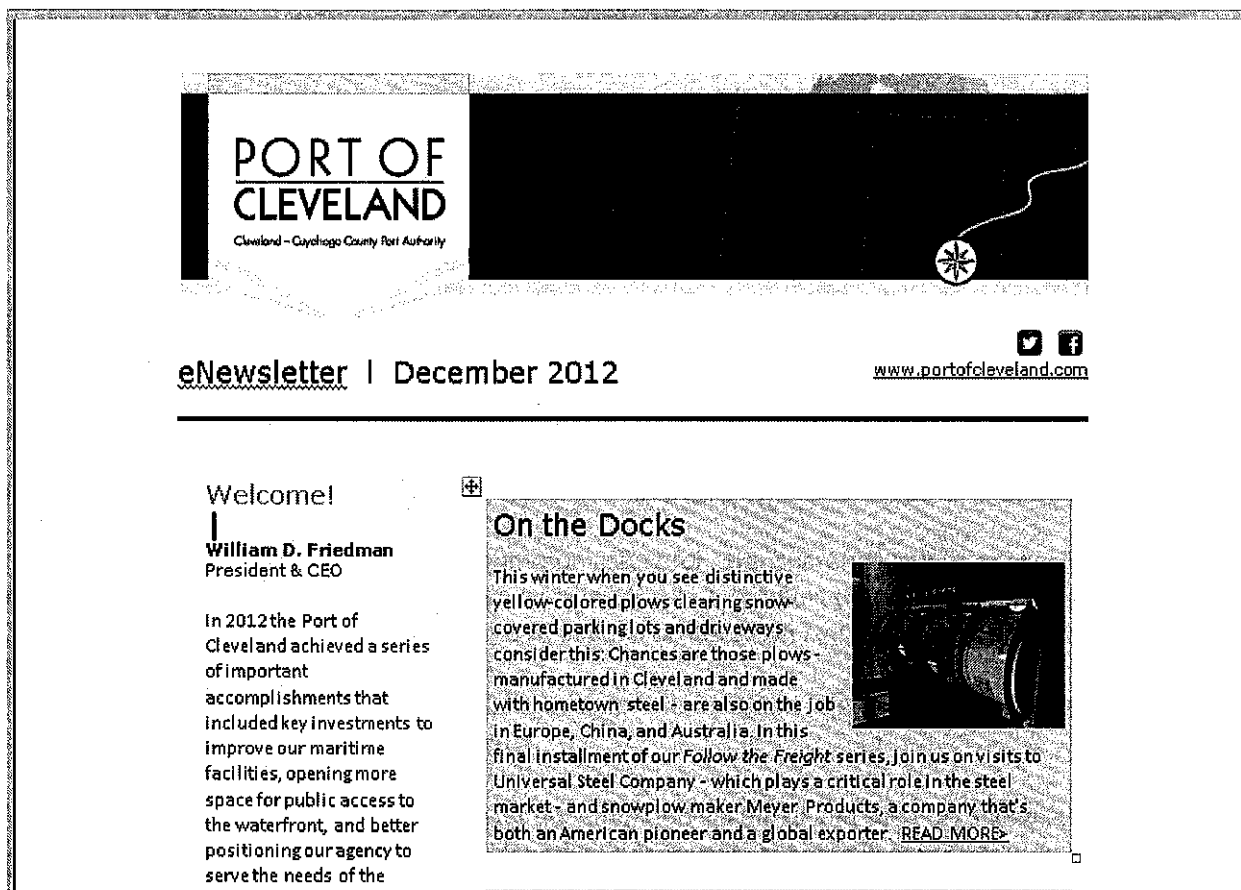 PORT OF
CLEVELAND
Cleveland – Cuyahoga County Port Authority
eNewsletter | December 2012
www.portofcleveland.com
Welcome!
William D. Friedman
President & CEO
In 2012 the Port of
Cleveland achieved a series
of important
accomplishments that
included key investments to
improve our maritime
facilities, opening more
space for public access to
the waterfront, and better
positioning our agency to
serve the needs of the
On the Docks
This winter when you see distinctive
yellow-colored plows clearing snow-
covered parking lots and driveways
consider this: Chances are those plows -
manufactured in Cleveland and made
with hometown steel - are also on the job
in Europe, China, and Australia. In this
final installment of our Follow the Freight series, join us on visits to
Universal Steel Company - which plays a critical role in the steel
market - and snowplow maker Meyer Products, a company that's
both an American pioneer and a global exporter. READ MORE>